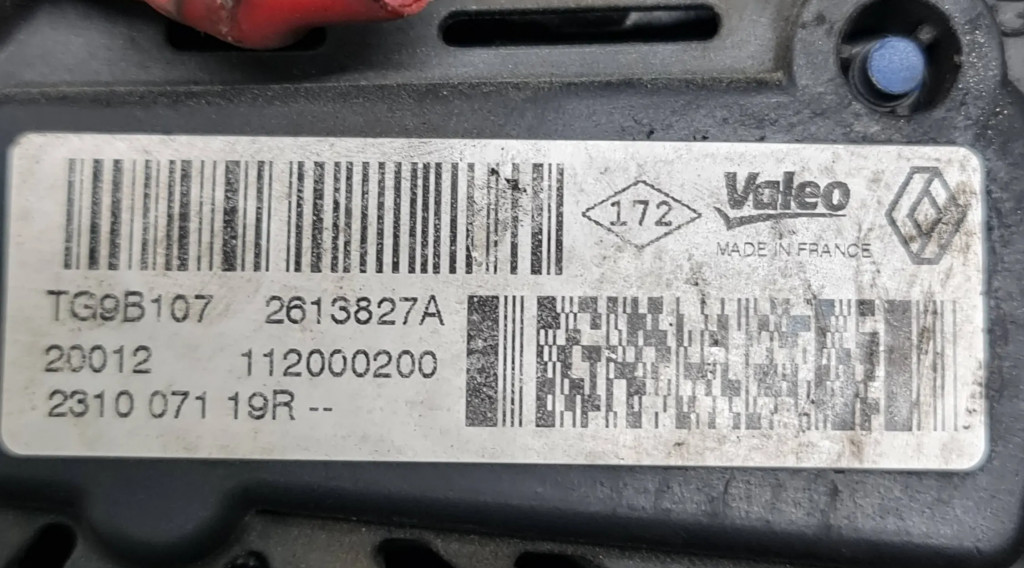 172
Valeo
MADE IN FRANCE
TG9B107 2613827A
20012 112000200
2310 071 19R --